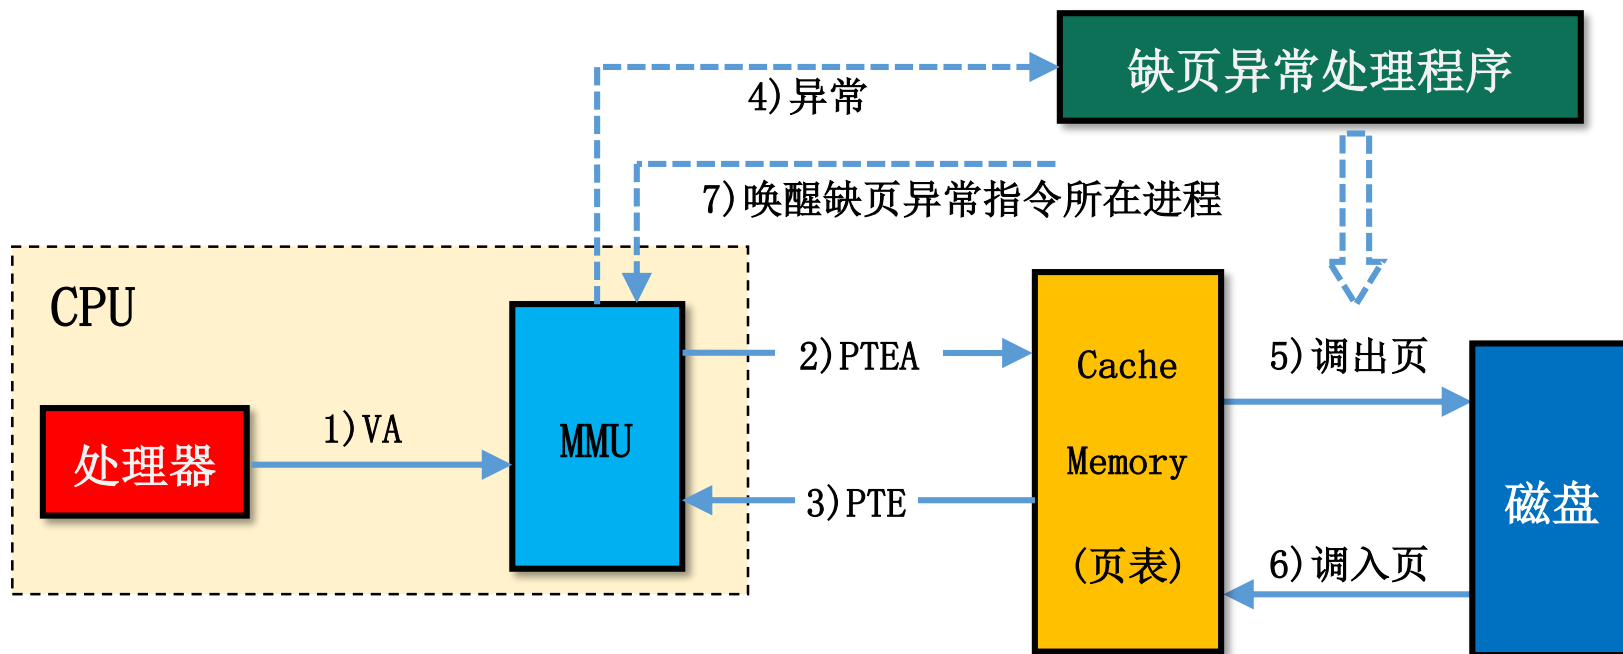 缺页异常处理程序
4)异常
7)唤醒缺页异常指令所在进程
CPU
处理器
1)VA
MMU
2)PTEA
3)PTE
Cache
Memory
(页表)
5)调出页
6)调入页
磁盘